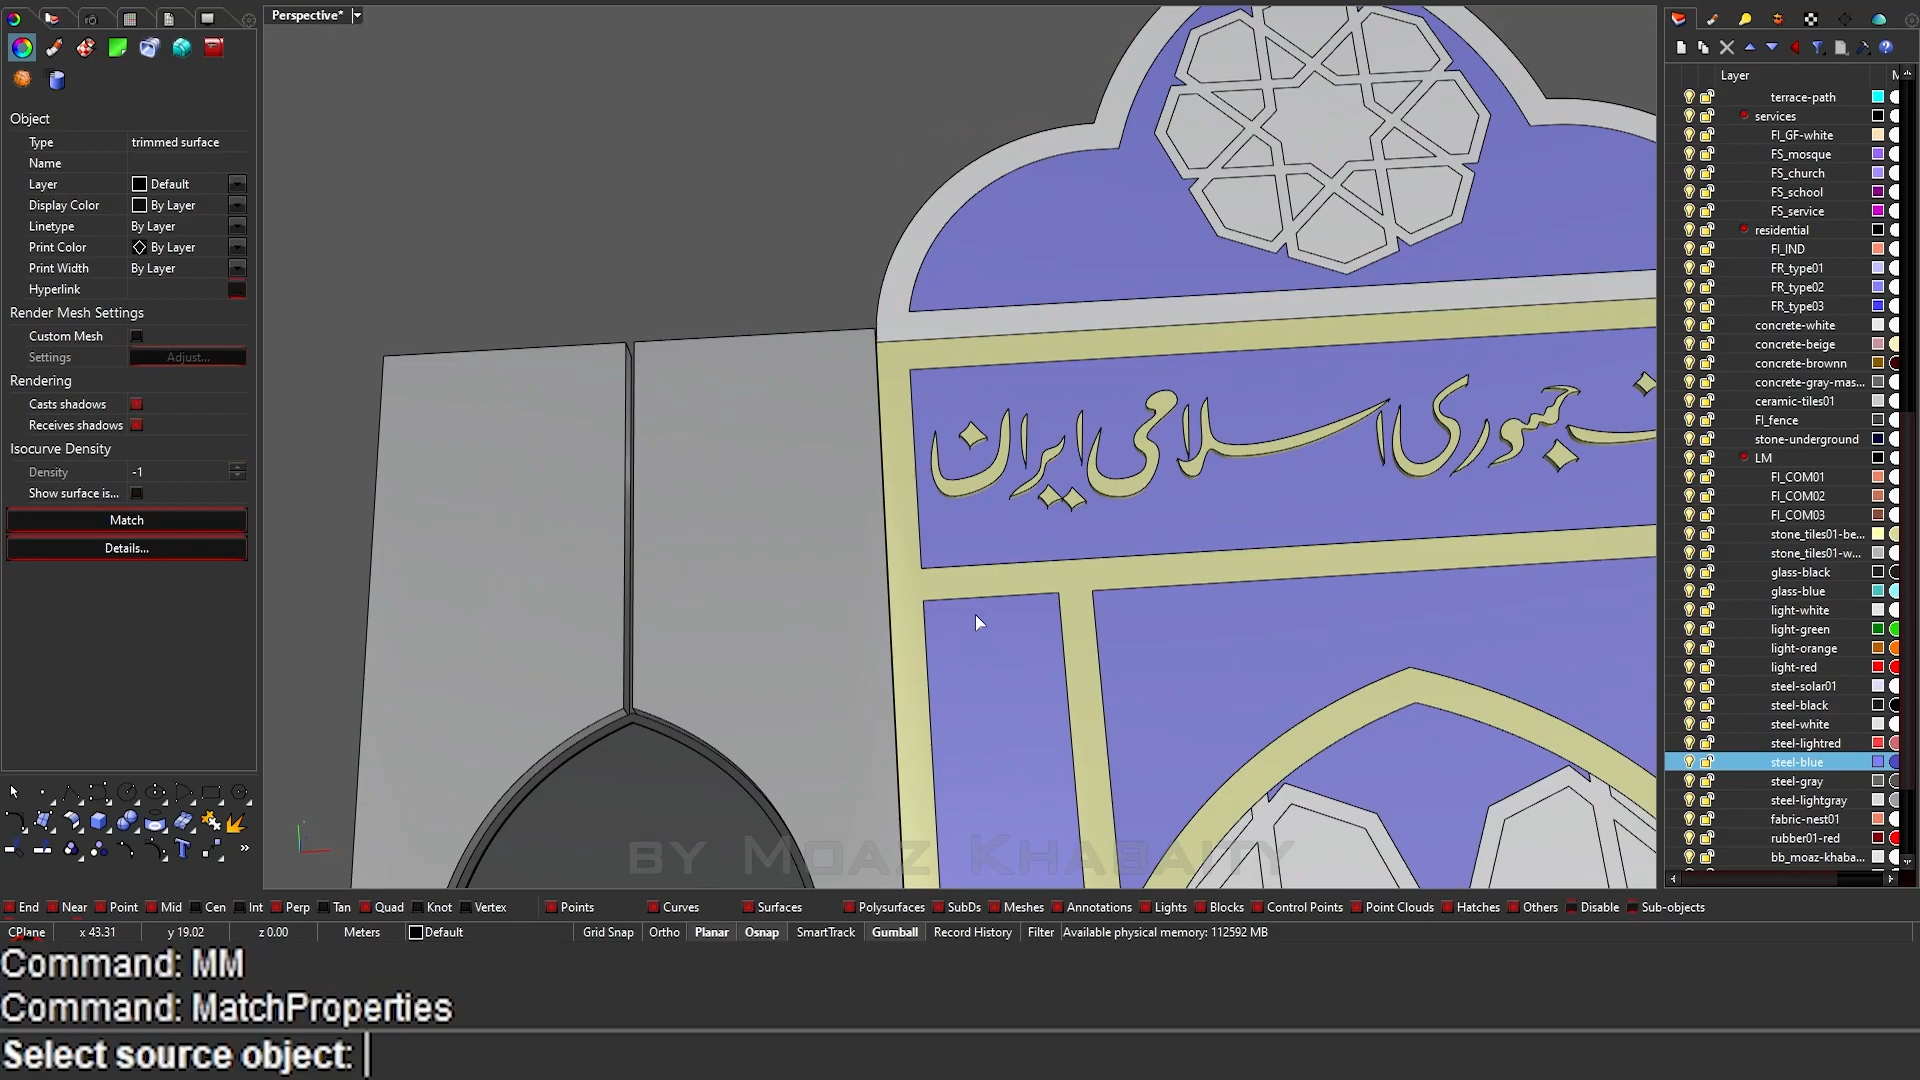 Perspective*
Object
Type trimmed surface
Name
Layer Default
Display Color By Layer
Linetype By Layer
Print Color By Layer
Print Width By Layer
Hyperlink
Render Mesh Settings
Custom Mesh
Settings Adjust...
Rendering
Casts shadows
Receives shadows
Isocurve Density
Density -1
Show surface is...
Match
Details...
جمهوری اسلامی ایران
BY MOAZ KHABAITY
Layer M
terrace-path
services
FI_GF-white
FS_mosque
FS_church
FS_school
FS_service
residential
FI_IND
FR_type01
FR_type02
FR_type03
concrete-white
concrete-beige
concrete-brownn
concrete-gray-mas...
ceramic-tiles01
FI_fence
stone-underground
LM
FI_COM01
FI_COM02
FI_COM03
stone_tiles01-be...
stone_tiles01-w...
glass-black
glass-blue
light-white
light-green
light-orange
light-red
steel-solar01
steel-black
steel-white
steel-lightred
steel-blue
steel-gray
steel-lightgray
fabric-nest01
rubber01-red
bb_moaz-khaba...
End Near Point Mid Cen Int Perp Tan Quad Knot Vertex Points Curves Surfaces Polysurfaces SubDs Meshes Annotations Lights Blocks Control Points Point Clouds Hatches Others Disable Sub-objects
CPlane x 43.31 y 19.02 z 0.00 Meters Default Grid Snap Ortho Planar Osnap SmartTrack Gumball Record History Filter Available physical memory: 112592 MB
Command: MM
Command: MatchProperties
Select source object: